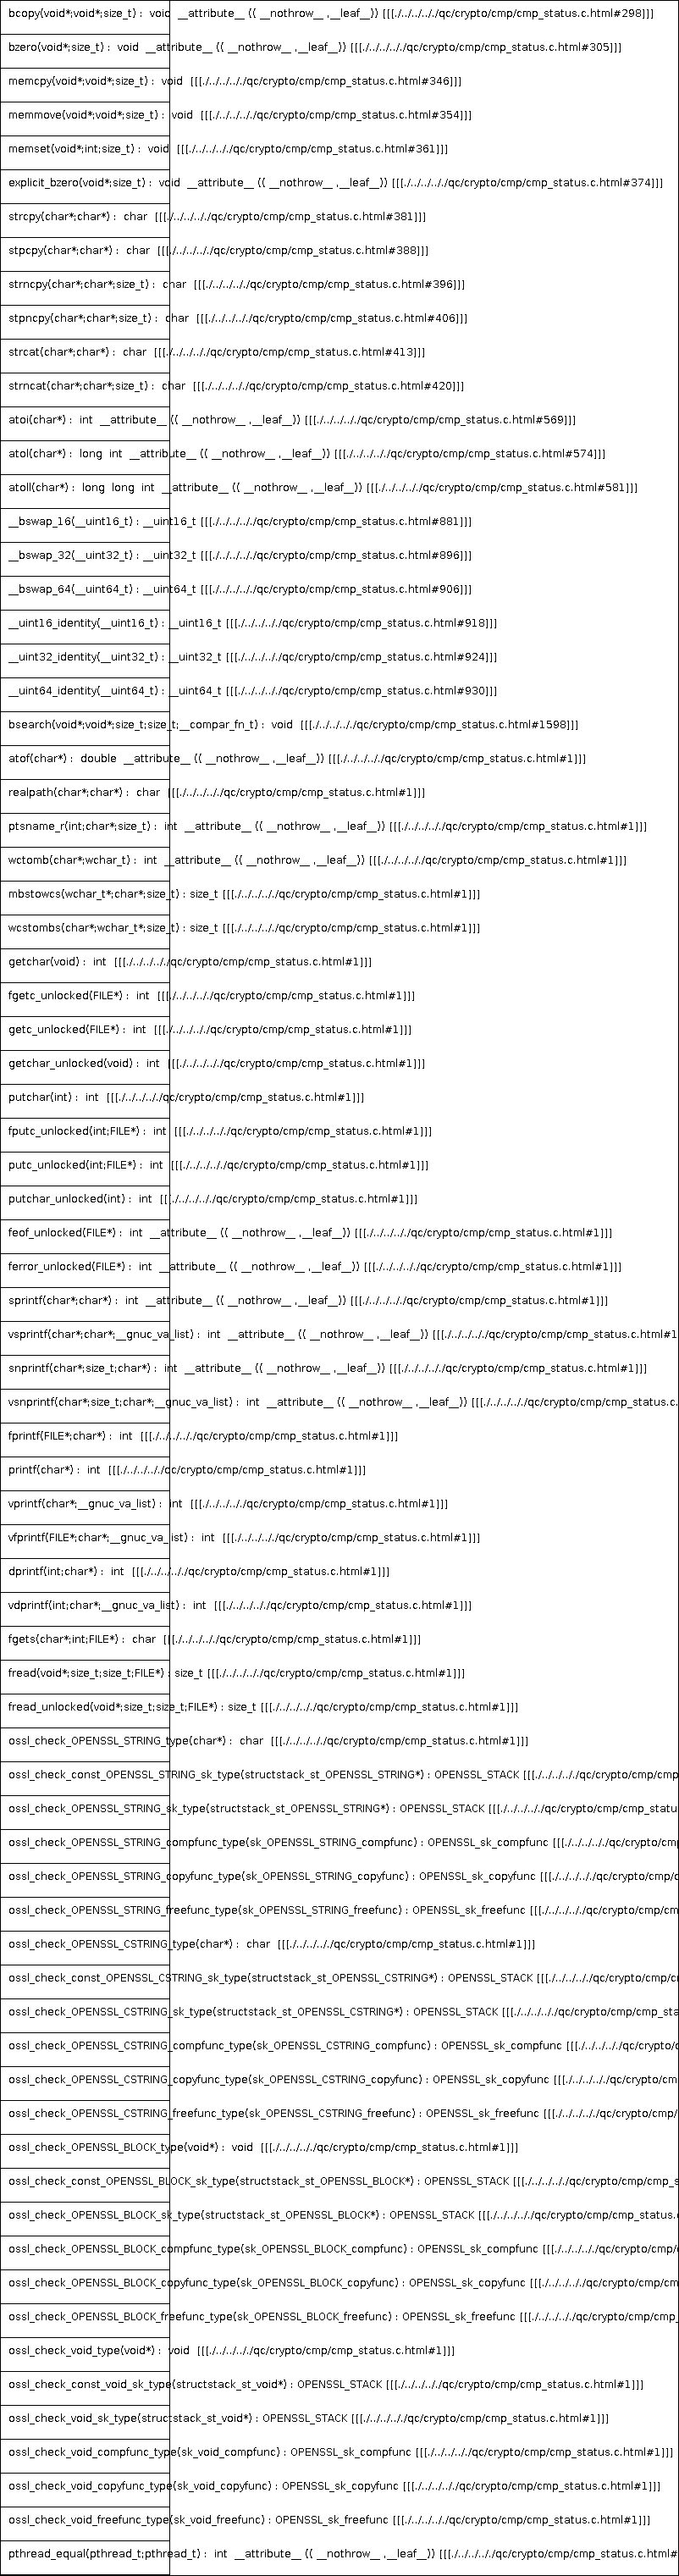 bcopy(void*;void*;size_t) :  void  __attribute__ (( __nothrow__ ,__leaf__)) [[[./../../../qc/crypto/cmp/cmp_status.c.html#298]]]
bzero(void*;size_t) :  void  __attribute__ (( __nothrow__ ,__leaf__)) [[[./../../../qc/crypto/cmp/cmp_status.c.html#305]]]
memcpy(void*;void*;size_t) :  void  [[[./../../../qc/crypto/cmp/cmp_status.c.html#346]]]
memmove(void*;void*;size_t) :  void  [[[./../../../qc/crypto/cmp/cmp_status.c.html#354]]]
memset(void*;int;size_t) :  void  [[[./../../../qc/crypto/cmp/cmp_status.c.html#361]]]
explicit_bzero(void*;size_t) :  void  __attribute__ (( __nothrow__ ,__leaf__)) [[[./../../../qc/crypto/cmp/cmp_status.c.html#374]]]
strcpy(char*;char*) :  char  [[[./../../../qc/crypto/cmp/cmp_status.c.html#381]]]
stpcpy(char*;char*) :  char  [[[./../../../qc/crypto/cmp/cmp_status.c.html#388]]]
strncpy(char*;char*;size_t) :  char  [[[./../../../qc/crypto/cmp/cmp_status.c.html#396]]]
stpncpy(char*;char*;size_t) :  char  [[[./../../../qc/crypto/cmp/cmp_status.c.html#406]]]
strcat(char*;char*) :  char  [[[./../../../qc/crypto/cmp/cmp_status.c.html#413]]]
strncat(char*;char*;size_t) :  char  [[[./../../../qc/crypto/cmp/cmp_status.c.html#420]]]
atoi(char*) :  int  __attribute__ (( __nothrow__ ,__leaf__)) [[[./../../../qc/crypto/cmp/cmp_status.c.html#569]]]
atol(char*) :  long  int  __attribute__ (( __nothrow__ ,__leaf__)) [[[./../../../qc/crypto/cmp/cmp_status.c.html#574]]]
atoll(char*) :  long  long  int  __attribute__ (( __nothrow__ ,__leaf__)) [[[./../../../qc/crypto/cmp/cmp_status.c.html#581]]]
__bswap_16(__uint16_t) : __uint16_t [[[./../../../qc/crypto/cmp/cmp_status.c.html#881]]]
__bswap_32(__uint32_t) : __uint32_t [[[./../../../qc/crypto/cmp/cmp_status.c.html#896]]]
__bswap_64(__uint64_t) : __uint64_t [[[./../../../qc/crypto/cmp/cmp_status.c.html#906]]]
__uint16_identity(__uint16_t) : __uint16_t [[[./../../../qc/crypto/cmp/cmp_status.c.html#918]]]
__uint32_identity(__uint32_t) : __uint32_t [[[./../../../qc/crypto/cmp/cmp_status.c.html#924]]]
__uint64_identity(__uint64_t) : __uint64_t [[[./../../../qc/crypto/cmp/cmp_status.c.html#930]]]
bsearch(void*;void*;size_t;size_t;__compar_fn_t) :  void  [[[./../../../qc/crypto/cmp/cmp_status.c.html#1598]]]
atof(char*) :  double  __attribute__ (( __nothrow__ ,__leaf__)) [[[./../../../qc/crypto/cmp/cmp_status.c.html#1]]]
realpath(char*;char*) :  char  [[[./../../../qc/crypto/cmp/cmp_status.c.html#1]]]
ptsname_r(int;char*;size_t) :  int  __attribute__ (( __nothrow__ ,__leaf__)) [[[./../../../qc/crypto/cmp/cmp_status.c.html#1]]]
wctomb(char*;wchar_t) :  int  __attribute__ (( __nothrow__ ,__leaf__)) [[[./../../../qc/crypto/cmp/cmp_status.c.html#1]]]
mbstowcs(wchar_t*;char*;size_t) : size_t [[[./../../../qc/crypto/cmp/cmp_status.c.html#1]]]
wcstombs(char*;wchar_t*;size_t) : size_t [[[./../../../qc/crypto/cmp/cmp_status.c.html#1]]]
getchar(void) :  int  [[[./../../../qc/crypto/cmp/cmp_status.c.html#1]]]
fgetc_unlocked(FILE*) :  int  [[[./../../../qc/crypto/cmp/cmp_status.c.html#1]]]
getc_unlocked(FILE*) :  int  [[[./../../../qc/crypto/cmp/cmp_status.c.html#1]]]
getchar_unlocked(void) :  int  [[[./../../../qc/crypto/cmp/cmp_status.c.html#1]]]
putchar(int) :  int  [[[./../../../qc/crypto/cmp/cmp_status.c.html#1]]]
fputc_unlocked(int;FILE*) :  int  [[[./../../../qc/crypto/cmp/cmp_status.c.html#1]]]
putc_unlocked(int;FILE*) :  int  [[[./../../../qc/crypto/cmp/cmp_status.c.html#1]]]
putchar_unlocked(int) :  int  [[[./../../../qc/crypto/cmp/cmp_status.c.html#1]]]
feof_unlocked(FILE*) :  int  __attribute__ (( __nothrow__ ,__leaf__)) [[[./../../../qc/crypto/cmp/cmp_status.c.html#1]]]
ferror_unlocked(FILE*) :  int  __attribute__ (( __nothrow__ ,__leaf__)) [[[./../../../qc/crypto/cmp/cmp_status.c.html#1]]]
sprintf(char*;char*) :  int  __attribute__ (( __nothrow__ ,__leaf__)) [[[./../../../qc/crypto/cmp/cmp_status.c.html#1]]]
vsprintf(char*;char*;__gnuc_va_list) :  int  __attribute__ (( __nothrow__ ,__leaf__)) [[[./../../../qc/crypto/cmp/cmp_status.c.html#1
snprintf(char*;size_t;char*) :  int  __attribute__ (( __nothrow__ ,__leaf__)) [[[./../../../qc/crypto/cmp/cmp_status.c.html#1]]]
vsnprintf(char*;size_t;char*;__gnuc_va_list) :  int  __attribute__ (( __nothrow__ ,__leaf__)) [[[./../../../qc/crypto/cmp/cmp_status.c.
fprintf(FILE*;char*) :  int  [[[./../../../qc/crypto/cmp/cmp_status.c.html#1]]]
printf(char*) :  int  [[[./../../../qc/crypto/cmp/cmp_status.c.html#1]]]
vprintf(char*;__gnuc_va_list) :  int  [[[./../../../qc/crypto/cmp/cmp_status.c.html#1]]]
vfprintf(FILE*;char*;__gnuc_va_list) :  int  [[[./../../../qc/crypto/cmp/cmp_status.c.html#1]]]
dprintf(int;char*) :  int  [[[./../../../qc/crypto/cmp/cmp_status.c.html#1]]]
vdprintf(int;char*;__gnuc_va_list) :  int  [[[./../../../qc/crypto/cmp/cmp_status.c.html#1]]]
fgets(char*;int;FILE*) :  char  [[[./../../../qc/crypto/cmp/cmp_status.c.html#1]]]
fread(void*;size_t;size_t;FILE*) : size_t [[[./../../../qc/crypto/cmp/cmp_status.c.html#1]]]
fread_unlocked(void*;size_t;size_t;FILE*) : size_t [[[./../../../qc/crypto/cmp/cmp_status.c.html#1]]]
ossl_check_OPENSSL_STRING_type(char*) :  char  [[[./../../../qc/crypto/cmp/cmp_status.c.html#1]]]
ossl_check_const_OPENSSL_STRING_sk_type(structstack_st_OPENSSL_STRING*) : OPENSSL_STACK [[[./../../../qc/crypto/cmp/cmp
ossl_check_OPENSSL_STRING_sk_type(structstack_st_OPENSSL_STRING*) : OPENSSL_STACK [[[./../../../qc/crypto/cmp/cmp_statu
ossl_check_OPENSSL_STRING_compfunc_type(sk_OPENSSL_STRING_compfunc) : OPENSSL_sk_compfunc [[[./../../../qc/crypto/cm
ossl_check_OPENSSL_STRING_copyfunc_type(sk_OPENSSL_STRING_copyfunc) : OPENSSL_sk_copyfunc [[[./../../../qc/crypto/cmp/c
ossl_check_OPENSSL_STRING_freefunc_type(sk_OPENSSL_STRING_freefunc) : OPENSSL_sk_freefunc [[[./../../../qc/crypto/cmp/cm
ossl_check_OPENSSL_CSTRING_type(char*) :  char  [[[./../../../qc/crypto/cmp/cmp_status.c.html#1]]]
ossl_check_const_OPENSSL_CSTRING_sk_type(structstack_st_OPENSSL_CSTRING*) : OPENSSL_STACK [[[./../../../qc/crypto/cmp/c
ossl_check_OPENSSL_CSTRING_sk_type(structstack_st_OPENSSL_CSTRING*) : OPENSSL_STACK [[[./../../../qc/crypto/cmp/cmp_sta
ossl_check_OPENSSL_CSTRING_compfunc_type(sk_OPENSSL_CSTRING_compfunc) : OPENSSL_sk_compfunc [[[./../../../qc/crypto/c
ossl_check_OPENSSL_CSTRING_copyfunc_type(sk_OPENSSL_CSTRING_copyfunc) : OPENSSL_sk_copyfunc [[[./../../../qc/crypto/cm
ossl_check_OPENSSL_CSTRING_freefunc_type(sk_OPENSSL_CSTRING_freefunc) : OPENSSL_sk_freefunc [[[./../../../qc/crypto/cmp/
ossl_check_OPENSSL_BLOCK_type(void*) :  void  [[[./../../../qc/crypto/cmp/cmp_status.c.html#1]]]
ossl_check_const_OPENSSL_BLOCK_sk_type(structstack_st_OPENSSL_BLOCK*) : OPENSSL_STACK [[[./../../../qc/crypto/cmp/cmp_s
ossl_check_OPENSSL_BLOCK_sk_type(structstack_st_OPENSSL_BLOCK*) : OPENSSL_STACK [[[./../../../qc/crypto/cmp/cmp_status.
ossl_check_OPENSSL_BLOCK_compfunc_type(sk_OPENSSL_BLOCK_compfunc) : OPENSSL_sk_compfunc [[[./../../../qc/crypto/cmp/
ossl_check_OPENSSL_BLOCK_copyfunc_type(sk_OPENSSL_BLOCK_copyfunc) : OPENSSL_sk_copyfunc [[[./../../../qc/crypto/cmp/cm
ossl_check_OPENSSL_BLOCK_freefunc_type(sk_OPENSSL_BLOCK_freefunc) : OPENSSL_sk_freefunc [[[./../../../qc/crypto/cmp/cmp_
ossl_check_void_type(void*) :  void  [[[./../../../qc/crypto/cmp/cmp_status.c.html#1]]]
ossl_check_const_void_sk_type(structstack_st_void*) : OPENSSL_STACK [[[./../../../qc/crypto/cmp/cmp_status.c.html#1]]]
ossl_check_void_sk_type(structstack_st_void*) : OPENSSL_STACK [[[./../../../qc/crypto/cmp/cmp_status.c.html#1]]]
ossl_check_void_compfunc_type(sk_void_compfunc) : OPENSSL_sk_compfunc [[[./../../../qc/crypto/cmp/cmp_status.c.html#1]]]
ossl_check_void_copyfunc_type(sk_void_copyfunc) : OPENSSL_sk_copyfunc [[[./../../../qc/crypto/cmp/cmp_status.c.html#1]]]
ossl_check_void_freefunc_type(sk_void_freefunc) : OPENSSL_sk_freefunc [[[./../../../qc/crypto/cmp/cmp_status.c.html#1]]]
pthread_equal(pthread_t;pthread_t) :  int  __attribute__ (( __nothrow__ ,__leaf__)) [[[./../../../qc/crypto/cmp/cmp_status.c.html#